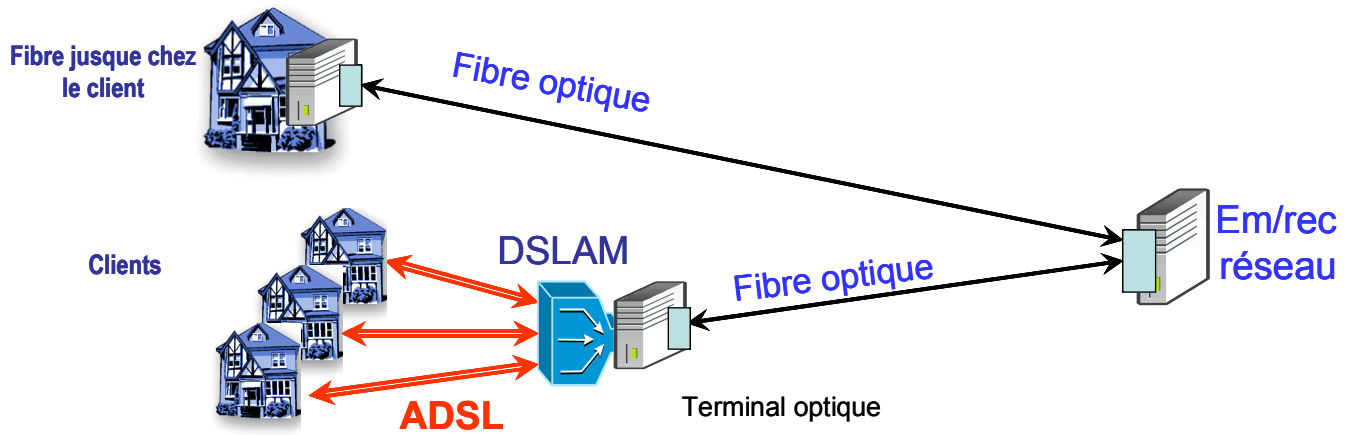 Fibre jusque chez
le client
Fibre optique
Em/rec
réseau
Clients
DSLAM
Fibre optique
ADSL
Terminal optique